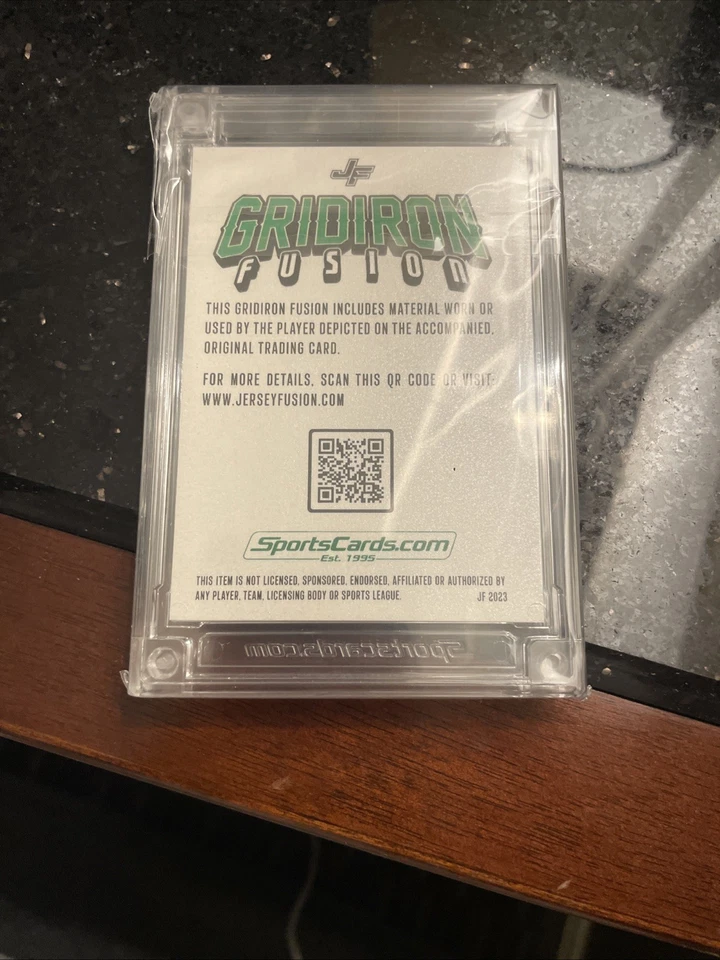 JF
GRIDIRON
FUSION
THIS GRIDIRON FUSION INCLUDES MATERIAL WORN OR
USED BY THE PLAYER DEPICTED ON THE ACCOMPANIED,
ORIGINAL TRADING CARD.
FOR MORE DETAILS, SCAN THIS QR CODE OR VISIT:
WWW.JERSEYFUSION.COM
SportsCards.com
Est. 1995
THIS ITEM IS NOT LICENSED, SPONSORED, ENDORSED, AFFILIATED OR AUTHORIZED BY
ANY PLAYER, TEAM, LICENSING BODY OR SPORTS LEAGUE. JF 2023
Sportscards.com